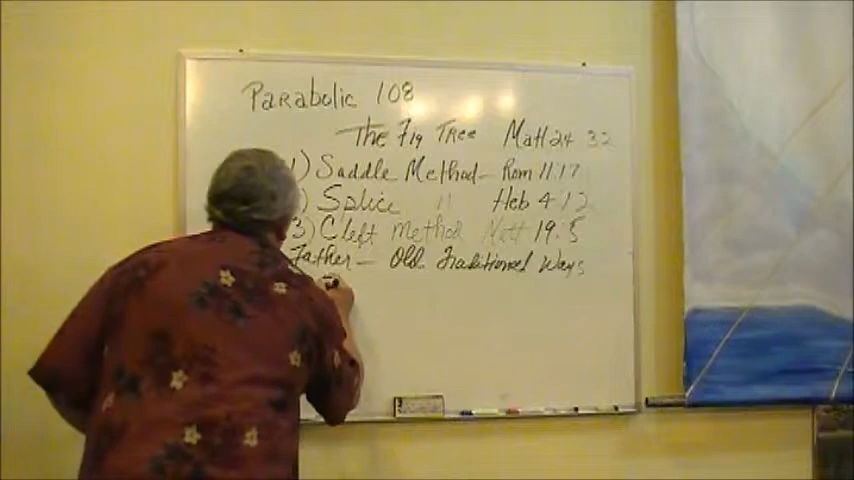 Parabolic 108
The Fig Tree Matt 24 32
1) Saddle Method - Rom 11:17
) Splice 11 Heb 4:12
3) Cleft method Matt 19:5
Father - Old Traditional Ways